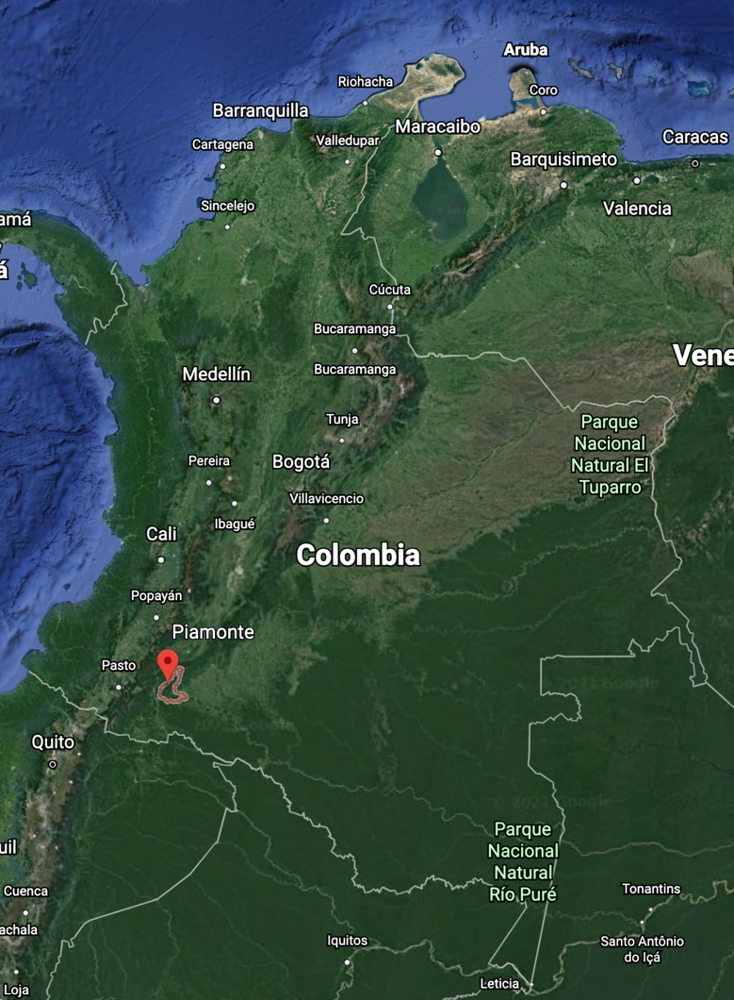 Aruba
Riohacha
Coro
Barranquilla
Maracaibo
Caracas
Cartagena
Valledupar
Barquisimeto
Sincelejo
Valencia
amá
á
Cúcuta
Bucaramanga
Vene
Bucaramanga
Medellín
Tunja
Parque
Nacional
Natural El
Tuparro
Pereira
Bogotá
Villavicencio
Ibagué
Cali
Colombia
Popayán
Piamonte
Pasto
Quito
© 2021 Google
Parque
Nacional
Natural
Río Puré
uil
Cuenca
Tonantins
achala
Iquitos
Santo Antônio
do Içá
Loja
Leticia